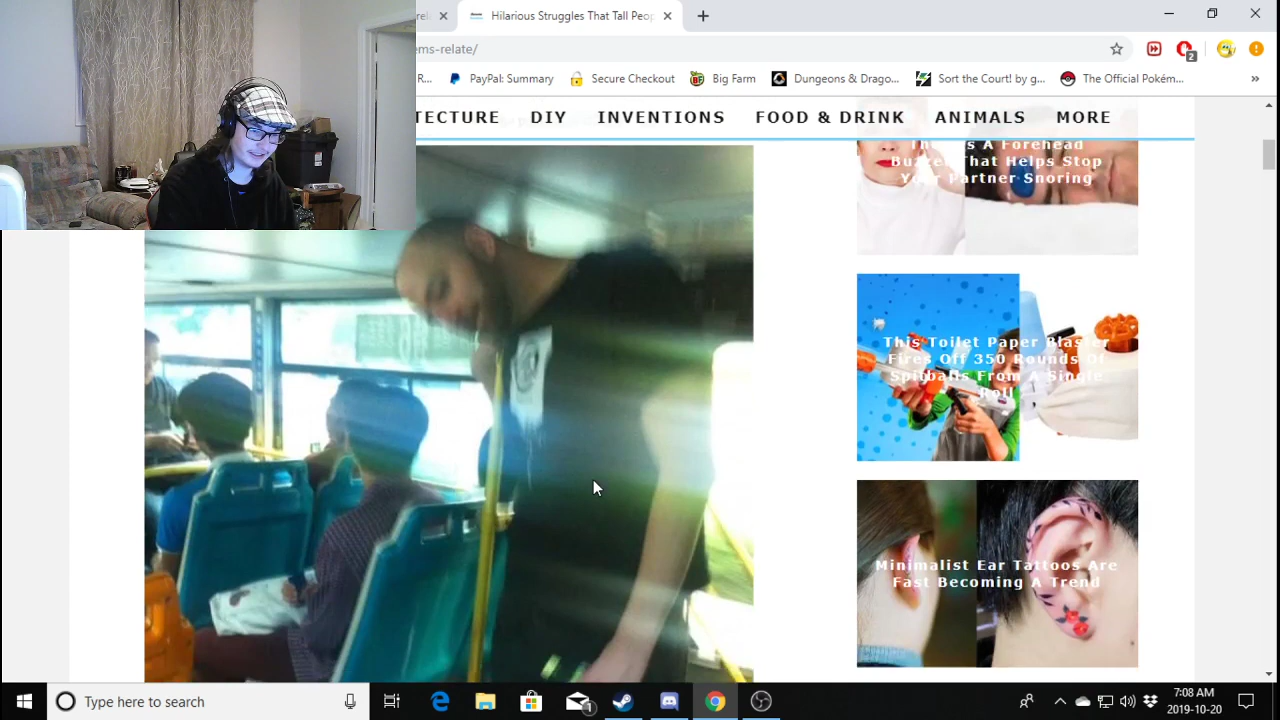 Hilarious Struggles That Tall Peop
ems-relate/
R...
PayPal: Summary
Secure Checkout
Big Farm
Dungeons & Drago...
Sort the Court! by g...
The Official Pokém...
TECTURE
DIY
INVENTIONS
FOOD & DRINK
ANIMALS
MORE
A Forehead
That Helps Stop
Your Partner Snoring
This Toilet Paper Blaster
Fires Off 350 Rounds Of
Spitballs From A Single
Roll
Minimalist Ear Tattoos Are
Fast Becoming A Trend
Type here to search
7:08 AM
2019-10-20